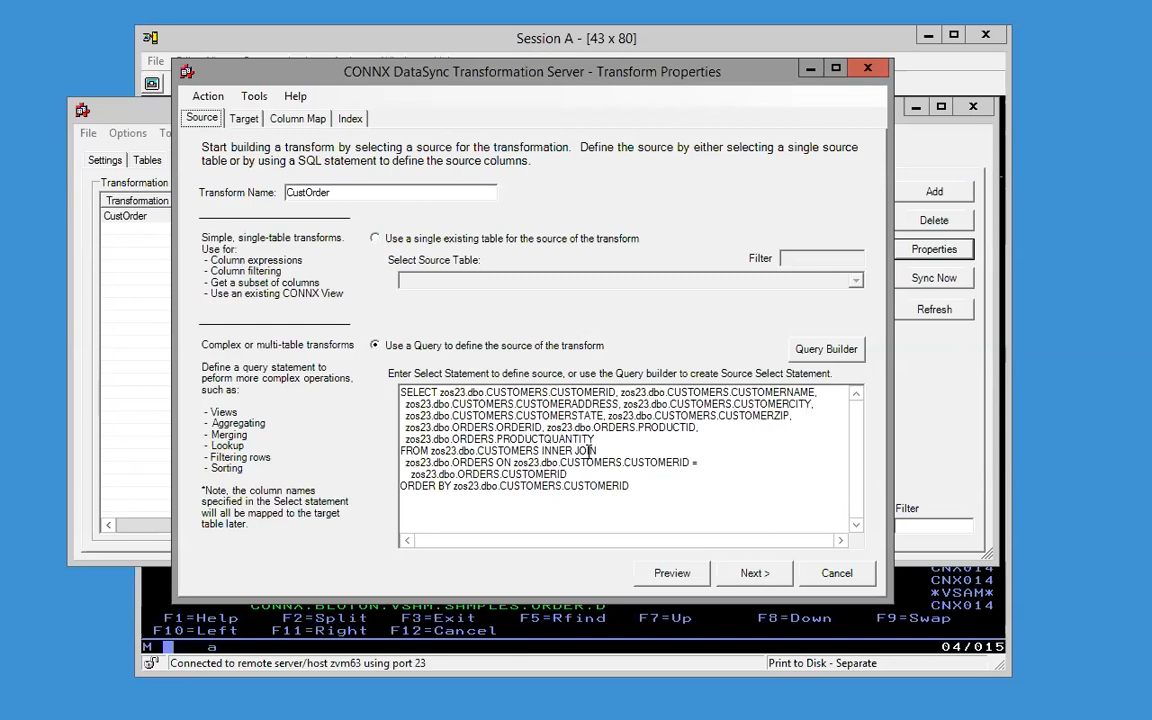 Session A - [43 x 80]
File
CONNX DataSync Transformation Server - Transform Properties
Action Tools Help
Source Target Column Map Index
File Options To
Settings Tables
Transformation
Transformation
CustOrder
Start building a transform by selecting a source for the transformation. Define the source by either selecting a single source
table or by using a SQL statement to define the source columns.
Transform Name: CustOrder
Simple, single-table transforms.
Use for:
- Column expressions
- Column filtering
- Get a subset of columns
- Use an existing CONNX View
Use a single existing table for the source of the transform
Select Source Table:
Filter
Complex or multi-table transforms
Define a query statement to
peform more complex operations,
such as:
- Views
- Aggregating
- Merging
- Lookup
- Filtering rows
- Sorting
*Note, the column names
specified in the Select statement
will all be mapped to the target
table later.
Use a Query to define the source of the transform
Query Builder
Enter Select Statement to define source, or use the Query builder to create Source Select Statement.
SELECT zos23.dbo.CUSTOMERS.CUSTOMERID, zos23.dbo.CUSTOMERS.CUSTOMERNAME,
zos23.dbo.CUSTOMERS.CUSTOMERADDRESS, zos23.dbo.CUSTOMERS.CUSTOMERCITY,
zos23.dbo.CUSTOMERS.CUSTOMERSTATE, zos23.dbo.CUSTOMERS.CUSTOMERZIP,
zos23.dbo.ORDERS.ORDERID, zos23.dbo.ORDERS.PRODUCTID,
zos23.dbo.ORDERS.PRODUCTQUANTITY
FROM zos23.dbo.CUSTOMERS INNER JOIN
zos23.dbo.ORDERS ON zos23.dbo.CUSTOMERS.CUSTOMERID =
zos23.dbo.ORDERS.CUSTOMERID
ORDER BY zos23.dbo.CUSTOMERS.CUSTOMERID
Preview Next > Cancel
Add
Delete
Properties
Sync Now
Refresh
Filter
CNX014
CNX014
*VSAM*
CONNX.BLOTON.VSAM.SAMPLES.ORDER.D CNX014
F1=Help F2=Split F3=Exit F5=Rfind F7=Up F8=Down F9=Swap
F10=Left F11=Right F12=Cancel
M a 04/015
Connected to remote server/host zvm63 using port 23 Print to Disk - Separate